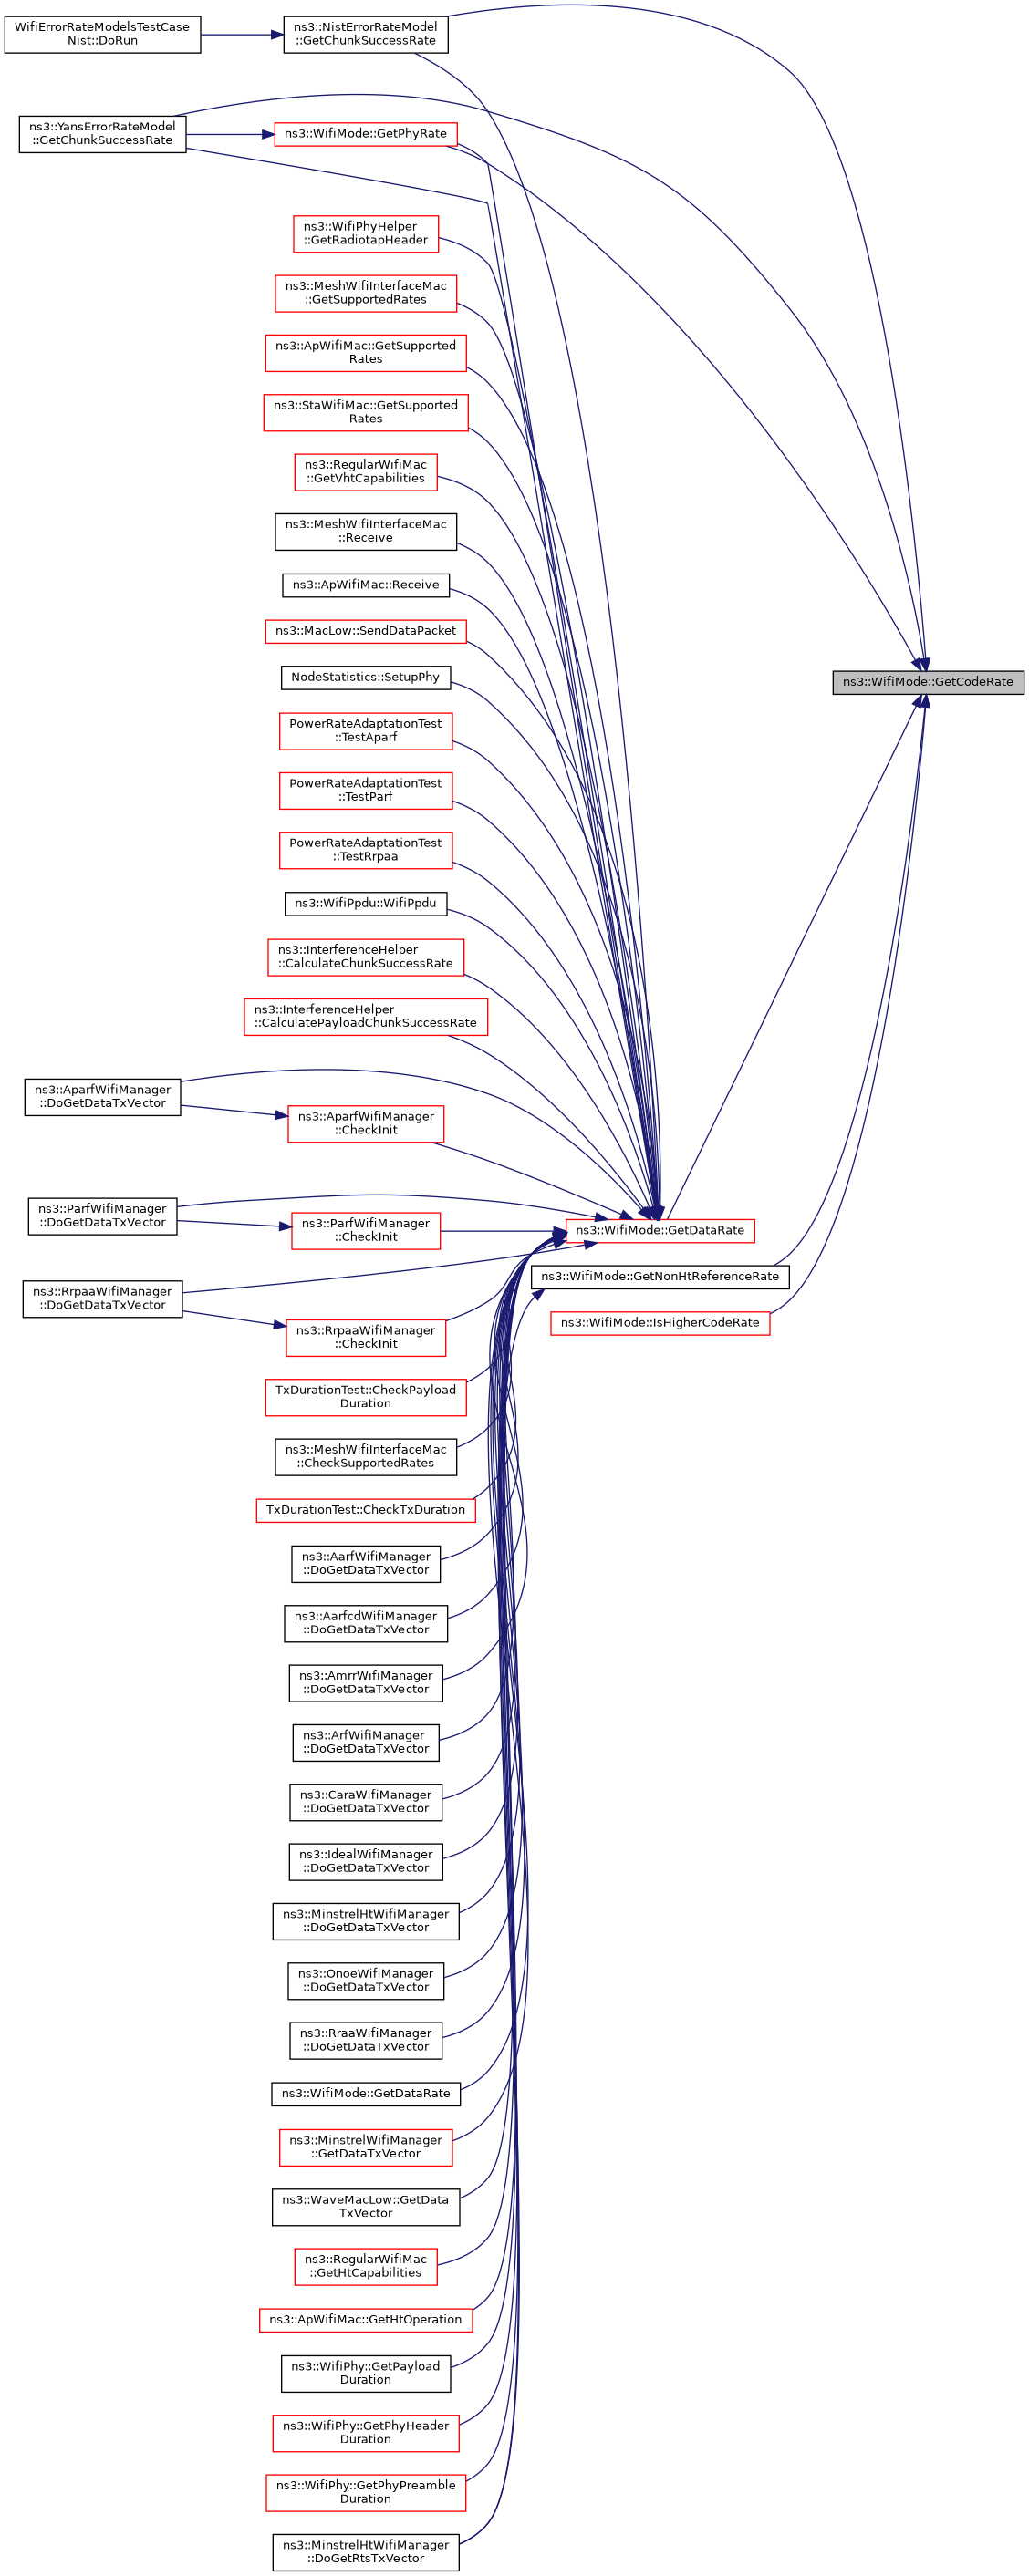 WifiErrorRateModelsTestCase
Nist::DoRun
ns3::NistErrorRateModel
::GetChunkSuccessRate
ns3::YansErrorRateModel
::GetChunkSuccessRate
ns3::WifiMode::GetPhyRate
ns3::WifiPhyHelper
::GetRadiotapHeader
ns3::MeshWifiInterfaceMac
::GetSupportedRates
ns3::ApWifiMac::GetSupported
Rates
ns3::StaWifiMac::GetSupported
Rates
ns3::RegularWifiMac
::GetVhtCapabilities
ns3::MeshWifiInterfaceMac
::Receive
ns3::ApWifiMac::Receive
ns3::MacLow::SendDataPacket
NodeStatistics::SetupPhy
ns3::WifiMode::GetCodeRate
PowerRateAdaptationTest
::TestAparf
PowerRateAdaptationTest
::TestParf
PowerRateAdaptationTest
::TestRrpaa
ns3::WifiPpdu::WifiPpdu
ns3::InterferenceHelper
::CalculateChunkSuccessRate
ns3::InterferenceHelper
::CalculatePayloadChunkSuccessRate
ns3::AparfWifiManager
::DoGetDataTxVector
ns3::AparfWifiManager
::CheckInit
ns3::ParfWifiManager
::DoGetDataTxVector
ns3::ParfWifiManager
::CheckInit
ns3::WifiMode::GetDataRate
ns3::WifiMode::GetNonHtReferenceRate
ns3::RrpaaWifiManager
::DoGetDataTxVector
ns3::RrpaaWifiManager
::CheckInit
ns3::WifiMode::IsHigherCodeRate
TxDurationTest::CheckPayload
Duration
ns3::MeshWifiInterfaceMac
::CheckSupportedRates
TxDurationTest::CheckTxDuration
ns3::AarfWifiManager
::DoGetDataTxVector
ns3::AarfcdWifiManager
::DoGetDataTxVector
ns3::AmrrWifiManager
::DoGetDataTxVector
ns3::ArfWifiManager
::DoGetDataTxVector
ns3::CaraWifiManager
::DoGetDataTxVector
ns3::IdealWifiManager
::DoGetDataTxVector
ns3::MinstrelHtWifiManager
::DoGetDataTxVector
ns3::OnoeWifiManager
::DoGetDataTxVector
ns3::RraaWifiManager
::DoGetDataTxVector
ns3::WifiMode::GetDataRate
ns3::MinstrelWifiManager
::GetDataTxVector
ns3::WaveMacLow::GetData
TxVector
ns3::RegularWifiMac
::GetHtCapabilities
ns3::ApWifiMac::GetHtOperation
ns3::WifiPhy::GetPayload
Duration
ns3::WifiPhy::GetPhyHeader
Duration
ns3::WifiPhy::GetPhyPreamble
Duration
ns3::MinstrelHtWifiManager
::DoGetRtsTxVector